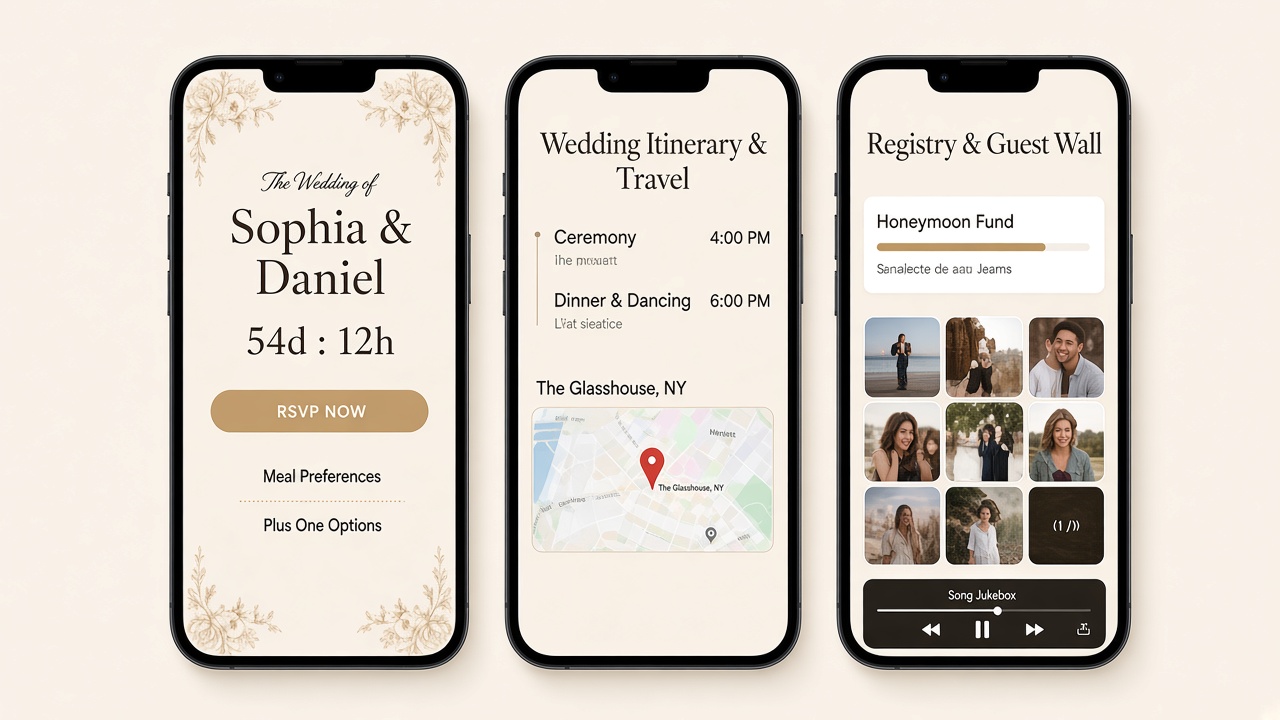 The Wedding of
Sophia &
Daniel
54d : 12h
RSVP NOW
Meal Preferences
Plus One Options
Wedding Itinerary &
Travel
Ceremony 4:00 PM
Dinner & Dancing 6:00 PM
The Glasshouse, NY
The Glasshouse, NY
Registry & Guest Wall
Honeymoon Fund
Song Jukebox